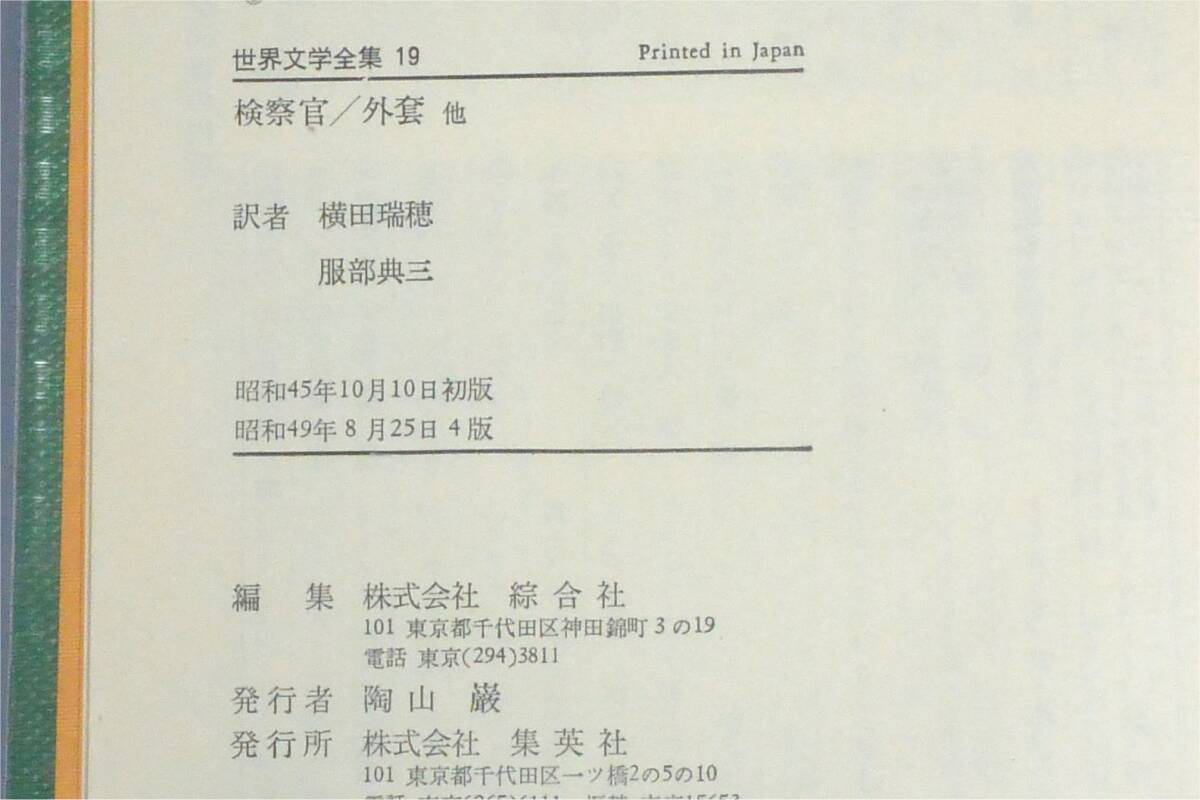 世界文学全集 19 Printed in Japan
検察官／外套 他
訳者 横田瑞穂
服部典三
昭和45年10月10日初版
昭和49年8月25日4版
編集 株式会社 綜合社
101 東京都千代田区神田錦町3の19
電話 東京(294)3811
発行者 陶山 巌
発行所 株式会社 集英社
101 東京都千代田区一ツ橋2の5の10